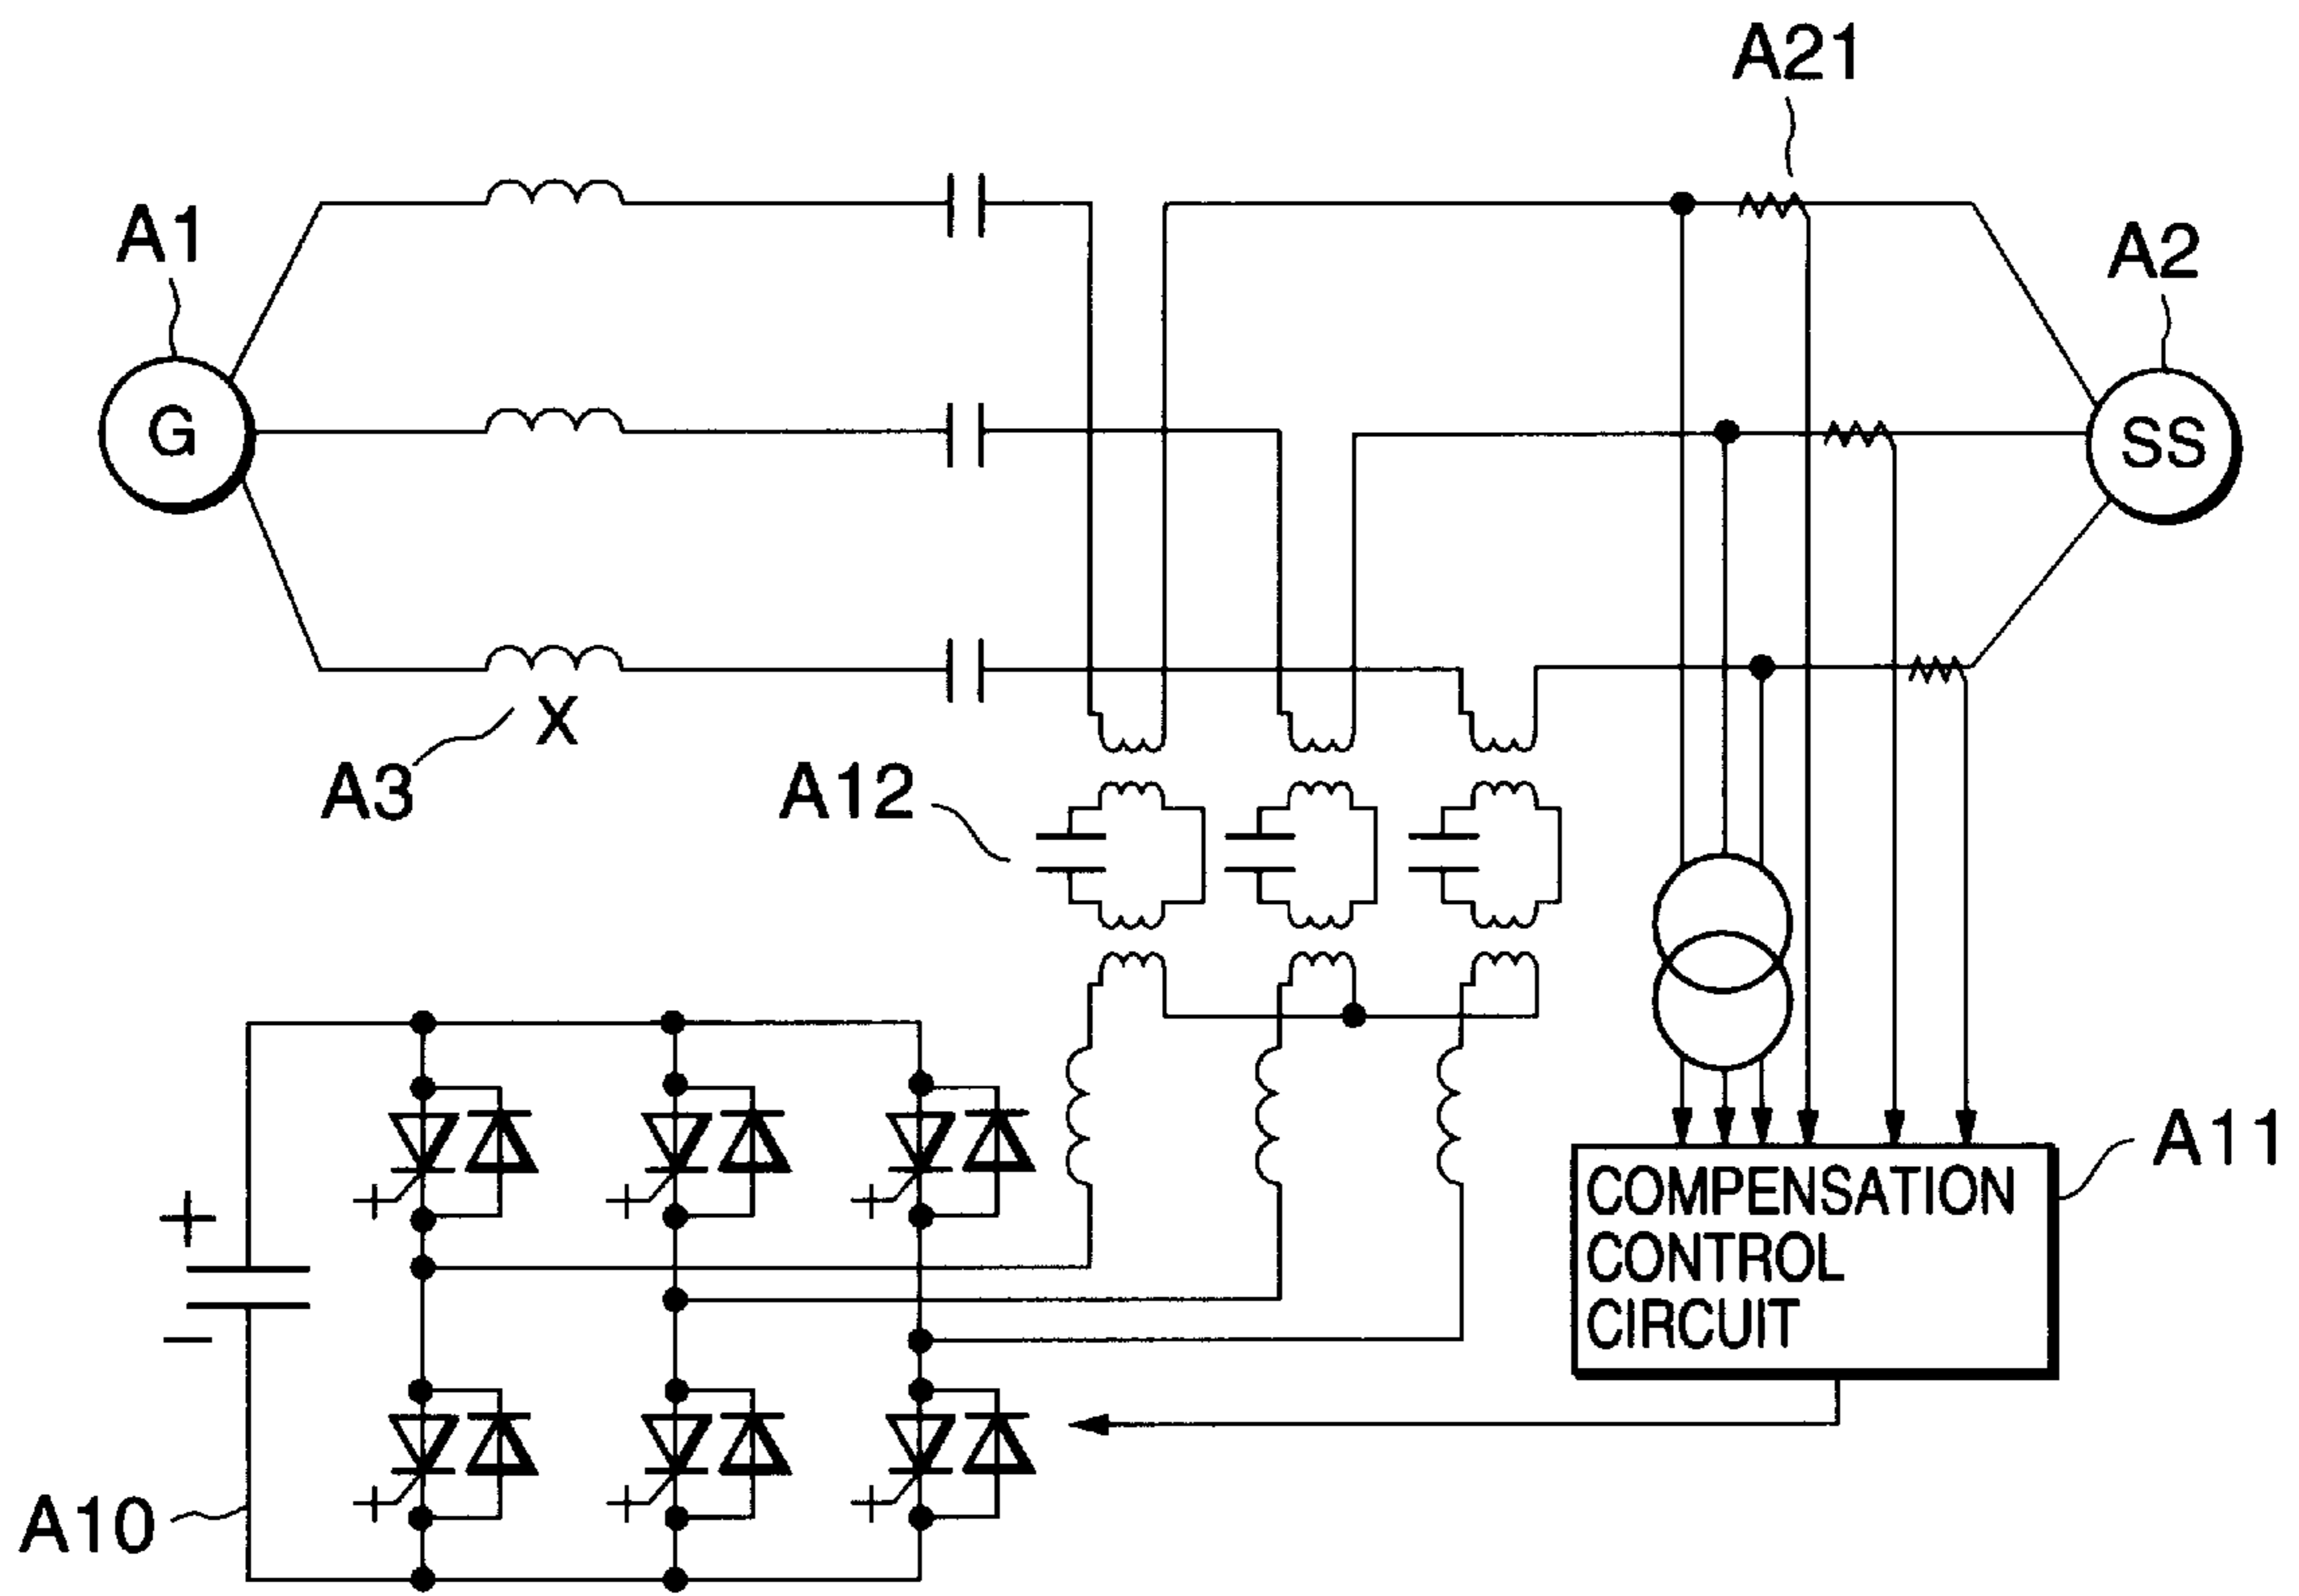 A21
A1
A2
G
SS
X
A3
A12
A11
COMPENSATION
CONTROL
CIRCUIT
+
−
A10